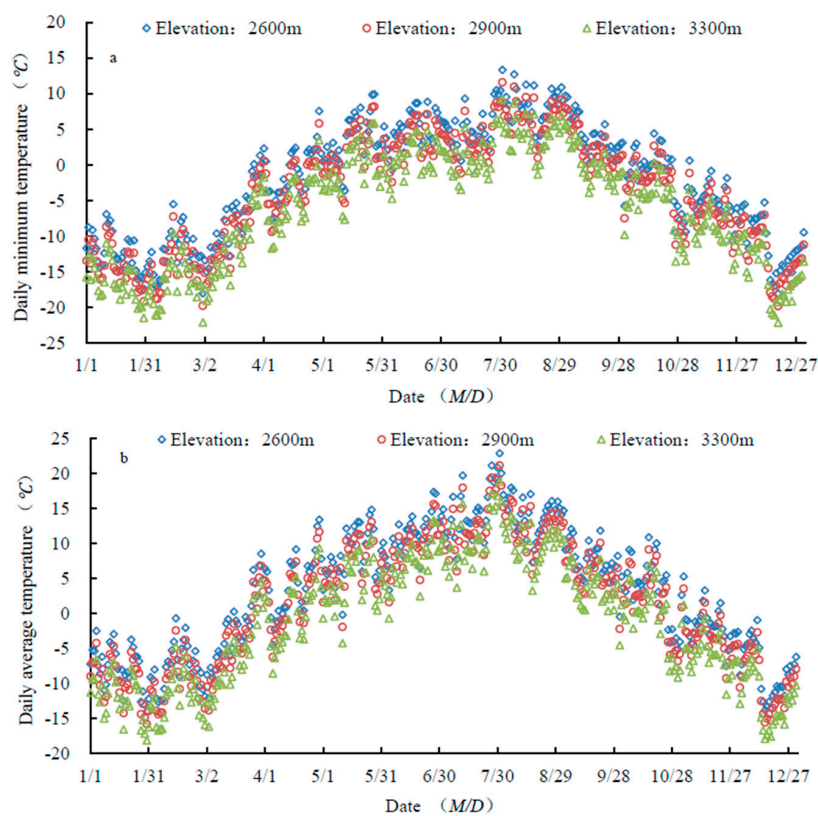 Elevation：2600m Elevation：2900m Elevation：3300m
a
20
15
10
5
0
-5
-10
-15
-20
-25
Daily minimum temperature （℃）
1/1 1/31 3/2 4/1 5/1 5/31 6/30 7/30 8/29 9/28 10/28 11/27 12/27
Date （M/D）
Elevation：2600m Elevation：2900m Elevation：3300m
b
25
20
15
10
5
0
-5
-10
-15
-20
Daily average temperature （℃）
1/1 1/31 3/2 4/1 5/1 5/31 6/30 7/30 8/29 9/28 10/28 11/27 12/27
Date （M/D）